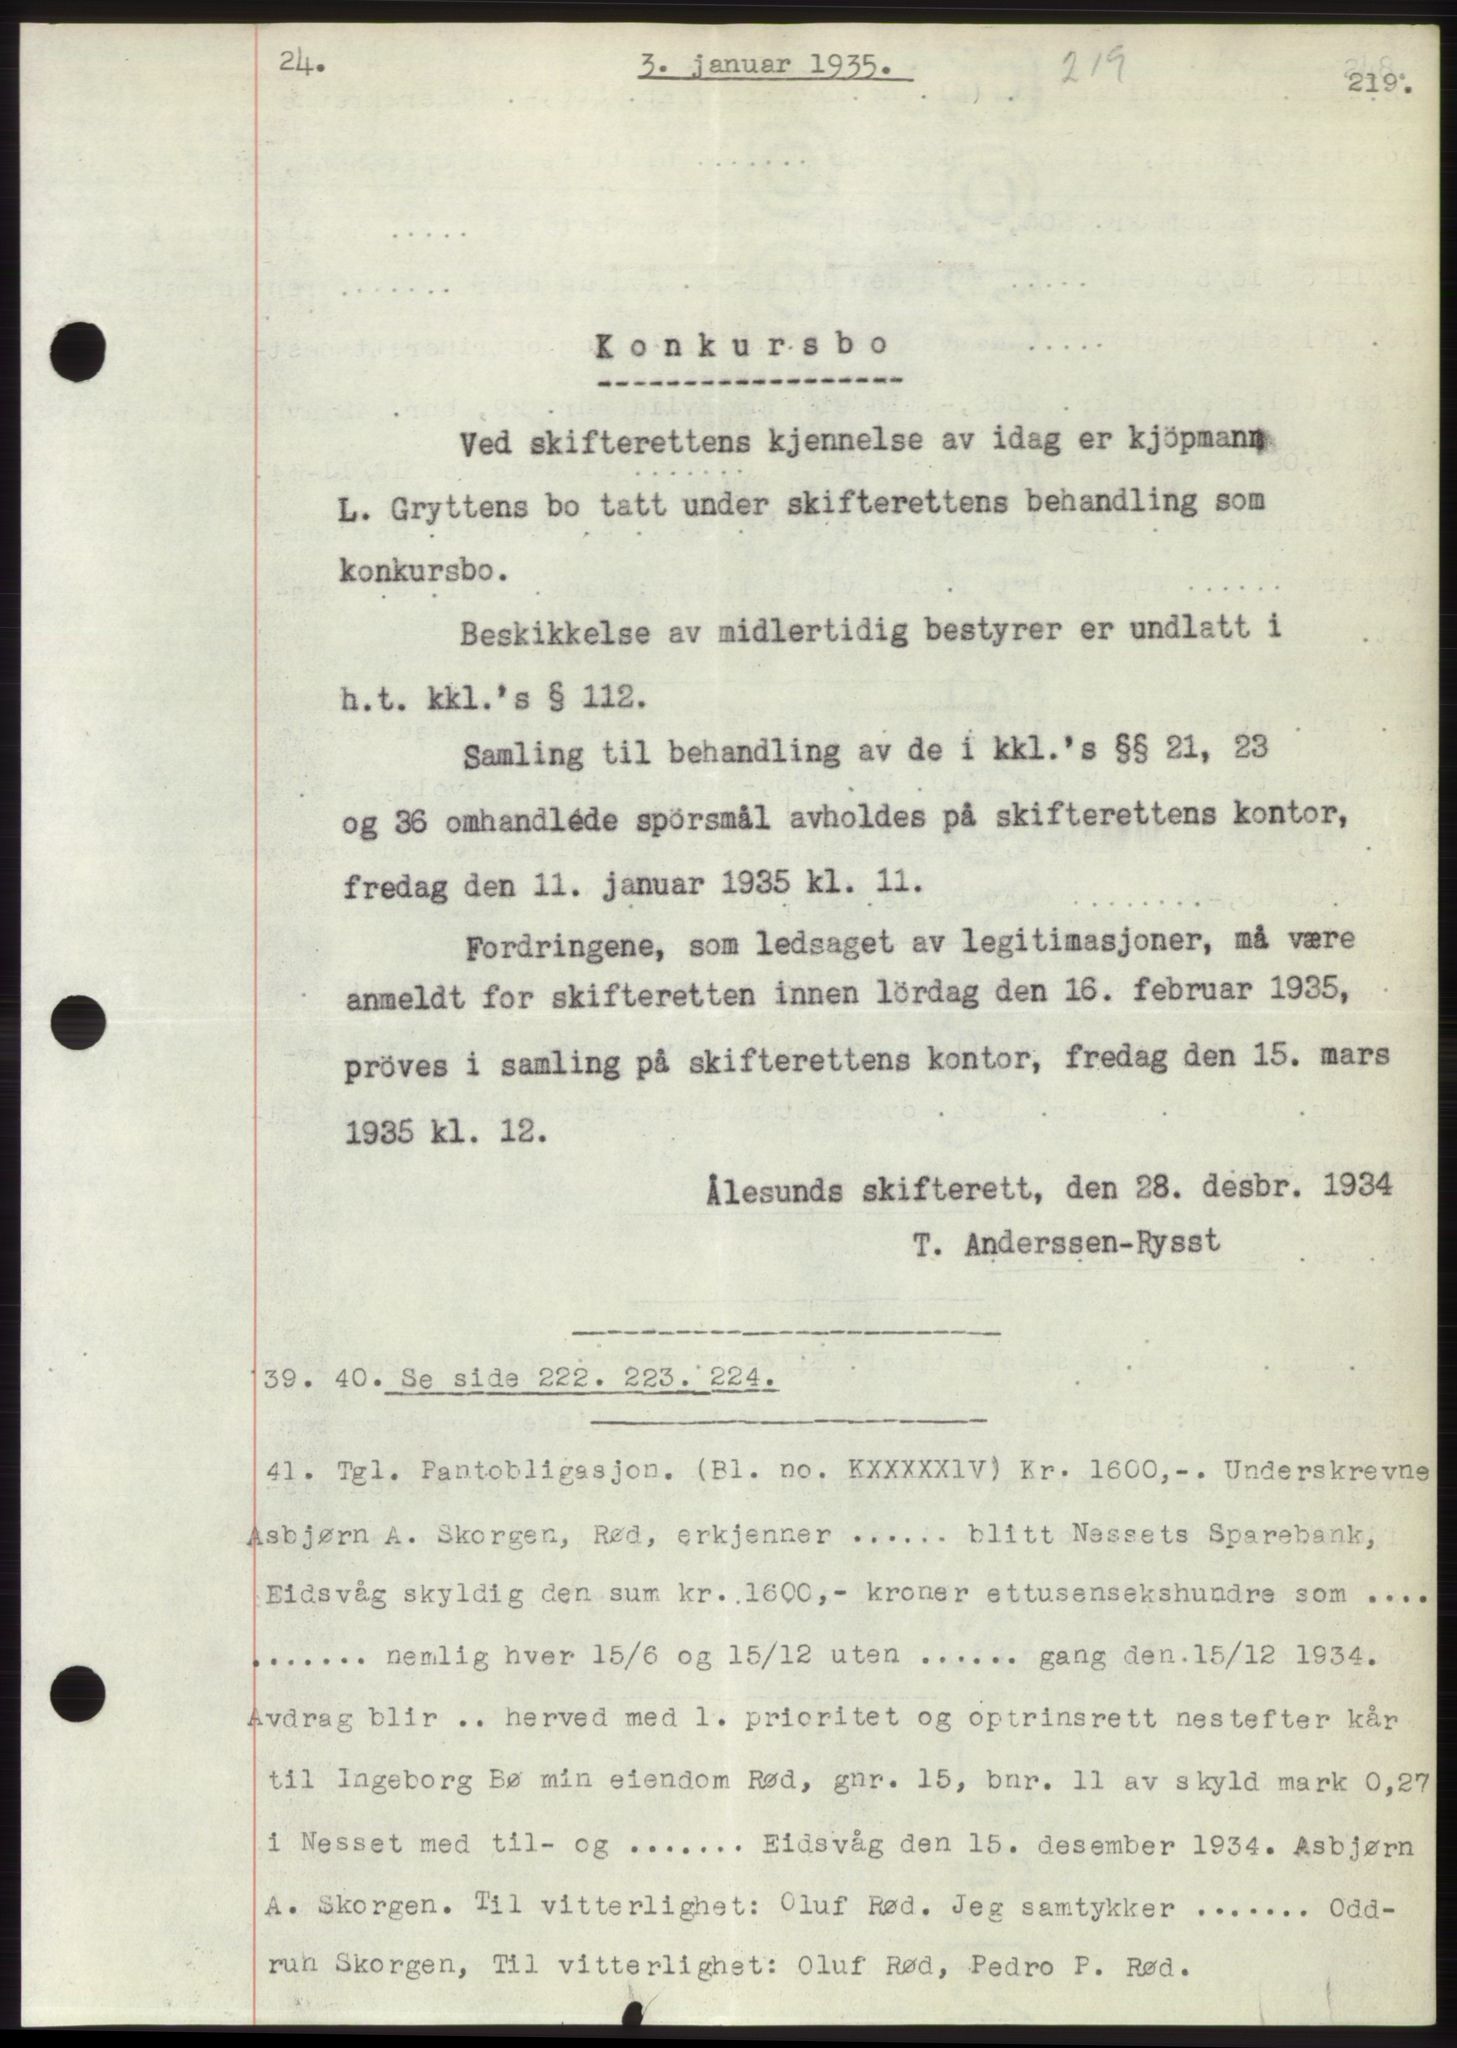 24. 3. januar 1935. 219 219.
Konkursbo
Ved skifterettens kjennelse av idag er kjöpmann
L. Gryttens bo tatt under skifterettens behandling som
konkursbo.
Beskikkelse av midlertidig bestyrer er undlatt i
h.t. kkl.'s § 112.
Samling til behandling av de i kkl.'s §§ 21, 23
og 36 omhandlede spörsmål avholdes på skifterettens kontor,
fredag den 11. januar 1935 kl. 11.
Fordringene, som ledsaget av legitimasjoner, må være
anmeldt for skifteretten innen lördag den 16. februar 1935,
pröves i samling på skifterettens kontor, fredag den 15. mars
1935 kl. 12.
Ålesunds skifterett, den 28. desbr. 1934
T. Anderssen-Rysst
39. 40. Se side 222. 223. 224.
41. Tgl. Pantobligasjon. (Bl. no. KXXXXX1V) Kr. 1600,-. Underskrevne
Asbjørn A. Skorgen, Rød, erkjenner ...... blitt Nessets Sparebank,
Eidsvåg skyldig den sum kr. 1600,- kroner ettusensekshundre som ....
....... nemlig hver 15/6 og 15/12 uten ...... gang den 15/12 1934.
Avdrag blir .. herved med 1. prioritet og optrinsrett nestefter kår
til Ingeborg Bø min eiendom Rød, gnr. 15, bnr. 11 av skyld mark 0,27
i Nesset med til- og ....... Eidsvåg den 15. desember 1934. Asbjørn
A. Skorgen. Til vitterlighet: Oluf Rød. Jeg samtykker ....... Odd-
run Skorgen, Til vitterlighet: Oluf Rød, Pedro P. Rød.